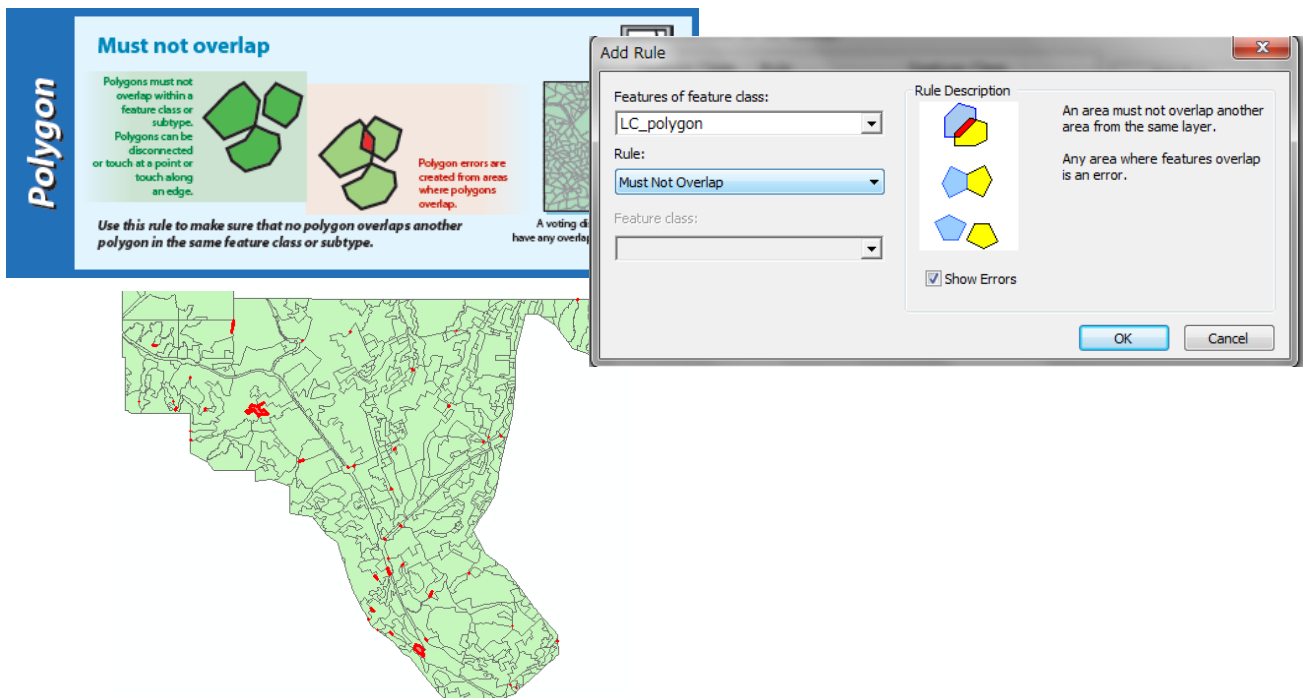 Polygon
Must not overlap
Polygons must not
overlap within a
feature class or
subtype.
Polygons can be
disconnected
or touch at a point or
touch along
an edge.
Polygon errors are
created from areas
where polygons
overlap.
Use this rule to make sure that no polygon overlaps another
polygon in the same feature class or subtype.
A voting
have any
Add Rule
Features of feature class:
LC_polygon
Rule:
Must Not Overlap
Feature class:
Rule Description
An area must not overlap another
area from the same layer.
Any area where features overlap
is an error.
Show Errors
OK
Cancel